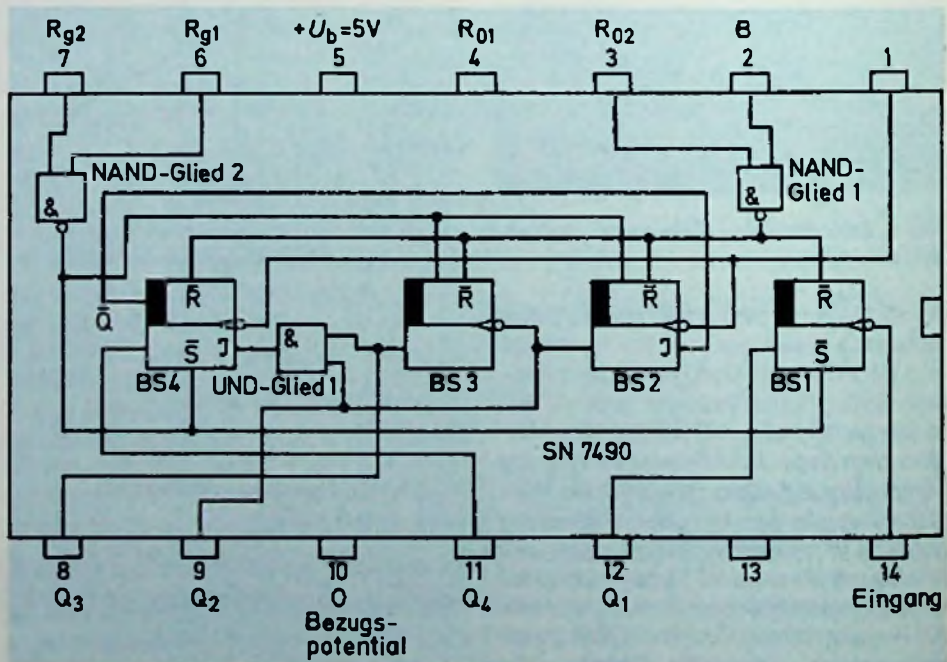 Rg2 Rg1 +Ub=5V R01 R02 B
7 6 5 4 3 2 1
NAND-Glied 2
NAND-
Glied 1
&
&
R̄ R̄ R̄ R̄
Q̄
&
S̄ J J S̄
BS4 UND-Glied 1 BS3 BS2 BS1
SN 7490
8 9 10 11 12 13 14
Q3 Q2 0 Q4 Q1 Eingang
Bezugs-
potential